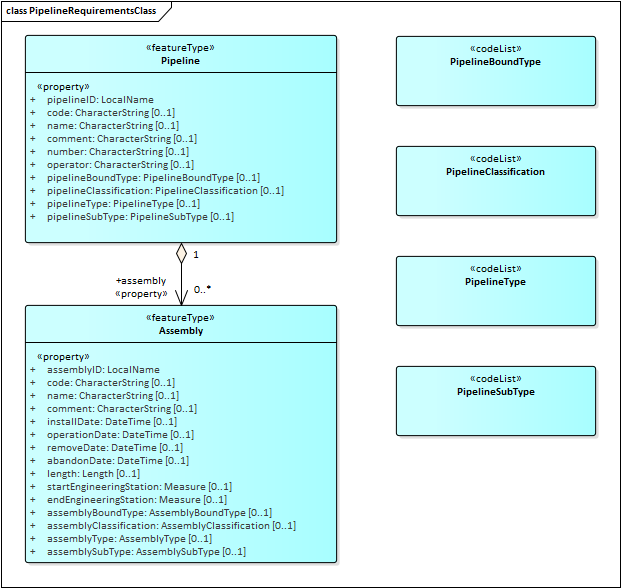 class PipelineRequirementsClass
«featureType»
Pipeline
«property»
+ pipelineID: LocalName
+ code: CharacterString [0..1]
+ name: CharacterString [0..1]
+ comment: CharacterString [0..1]
+ number: CharacterString [0..1]
+ operator: CharacterString [0..1]
+ pipelineBoundType: PipelineBoundType [0..1]
+ pipelineClassification: PipelineClassification [0..1]
+ pipelineType: PipelineType [0..1]
+ pipelineSubType: PipelineSubType [0..1]
1
+assembly
«property»
0..*
«featureType»
Assembly
«property»
+ assemblyID: LocalName
+ code: CharacterString [0..1]
+ name: CharacterString [0..1]
+ comment: CharacterString [0..1]
+ installDate: DateTime [0..1]
+ operationDate: DateTime [0..1]
+ removeDate: DateTime [0..1]
+ abandonDate: DateTime [0..1]
+ length: Length [0..1]
+ startEngineeringStation: Measure [0..1]
+ endEngineeringStation: Measure [0..1]
+ assemblyBoundType: AssemblyBoundType [0..1]
+ assemblyClassification: AssemblyClassification [0..1]
+ assemblyType: AssemblyType [0..1]
+ assemblySubType: AssemblySubType [0..1]
«codeList»
PipelineBoundType
«codeList»
PipelineClassification
«codeList»
PipelineType
«codeList»
PipelineSubType